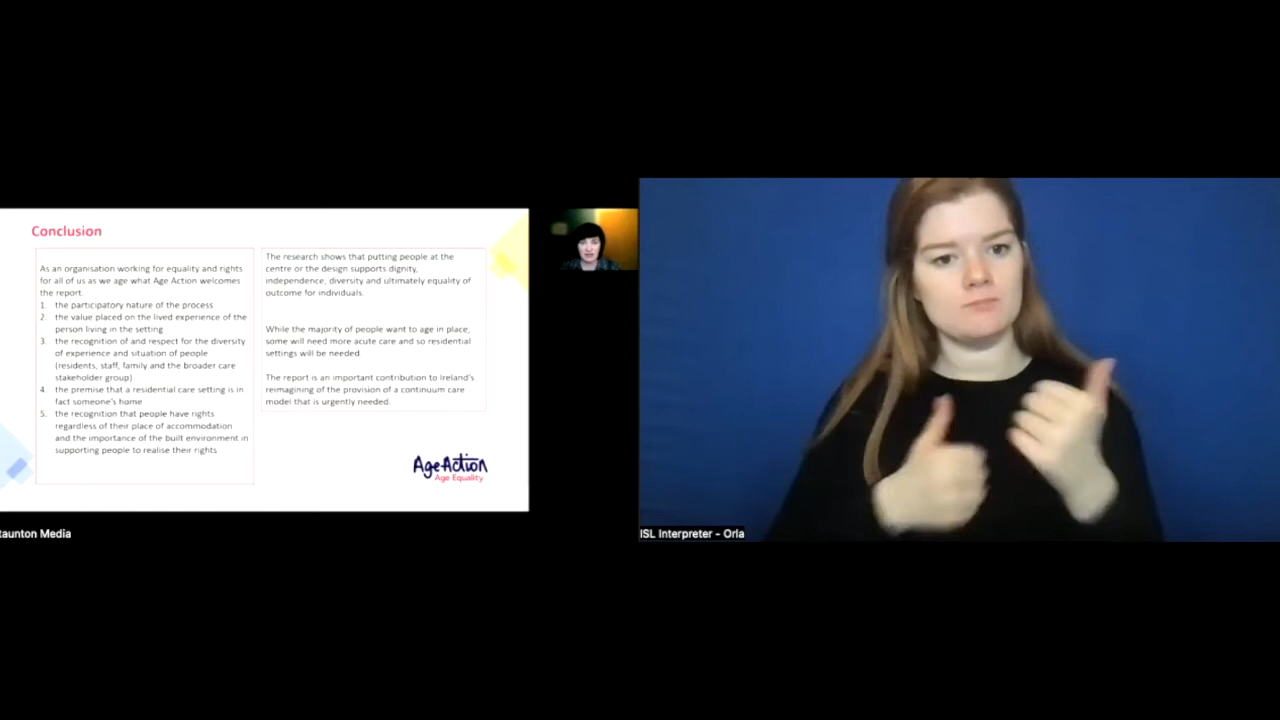 Conclusion
As an organisation working for equality and rights
for all of us as we age what Age Action welcomes
the report.
1. the participatory nature of the process
2. the value placed on the lived experience of the
person living in the setting
3. the recognition of and respect for the diversity
of experience and situation of people
(residents, staff, family and the broader care
stakeholder group)
4. the premise that a residential care setting is in
fact someone's home
5. the recognition that people have rights
regardless of their place of accommodation
and the importance of the built environment in
supporting people to realise their rights
The research shows that putting people at the
centre or the design supports dignity,
independence, diversity and ultimately equality of
outcome for individuals.
While the majority of people want to age in place,
some will need more acute care and so residential
settings will be needed.
The report is an important contribution to Ireland's
reimagining of the provision of a continuum care
model that is urgently needed.
Age Action
Age Equality
taunton Media
ISL Interpreter - Orla